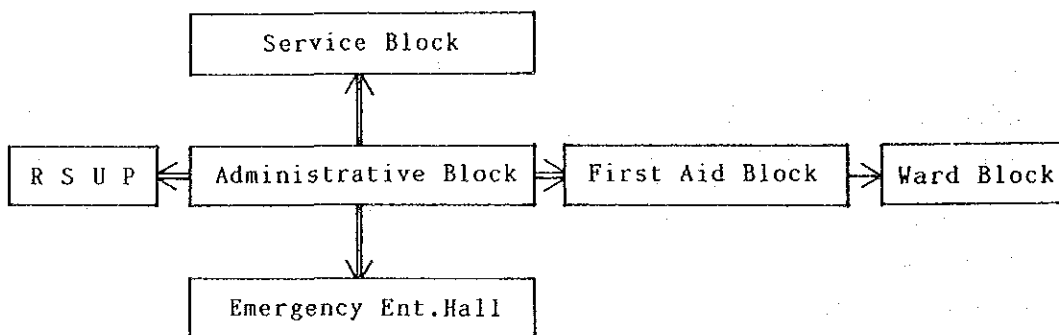 Service Block
R S U P
Administrative Block
First Aid Block
Ward Block
Emergency Ent.Hall